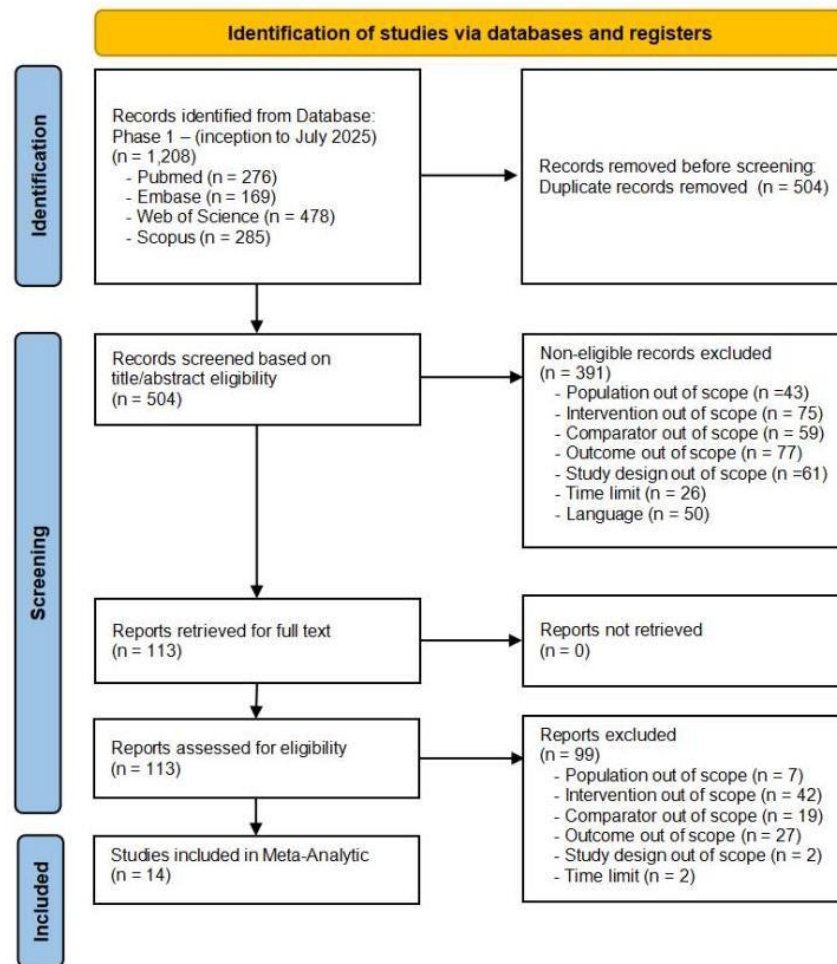 Identification of studies via databases and registers
Identification
Records identified from Database:
Phase 1 – (inception to July 2025)
(n = 1,208)
- Pubmed (n = 276)
- Embase (n = 169)
- Web of Science (n = 478)
- Scopus (n = 285)
Records removed before screening:
Duplicate records removed (n = 504)
Screening
Records screened based on
title/abstract eligibility
(n = 504)
Non-eligible records excluded
(n = 391)
- Population out of scope (n =43)
- Intervention out of scope (n = 75)
- Comparator out of scope (n = 59)
- Outcome out of scope (n = 77)
- Study design out of scope (n =61)
- Time limit (n = 26)
- Language (n = 50)
Reports retrieved for full text
(n = 113)
Reports not retrieved
(n = 0)
Reports assessed for eligibility
(n = 113)
Reports excluded
(n = 99)
- Population out of scope (n = 7)
- Intervention out of scope (n = 42)
- Comparator out of scope (n = 19)
- Outcome out of scope (n = 27)
- Study design out of scope (n = 2)
- Time limit (n = 2)
Included
Studies included in Meta-Analytic
(n = 14)